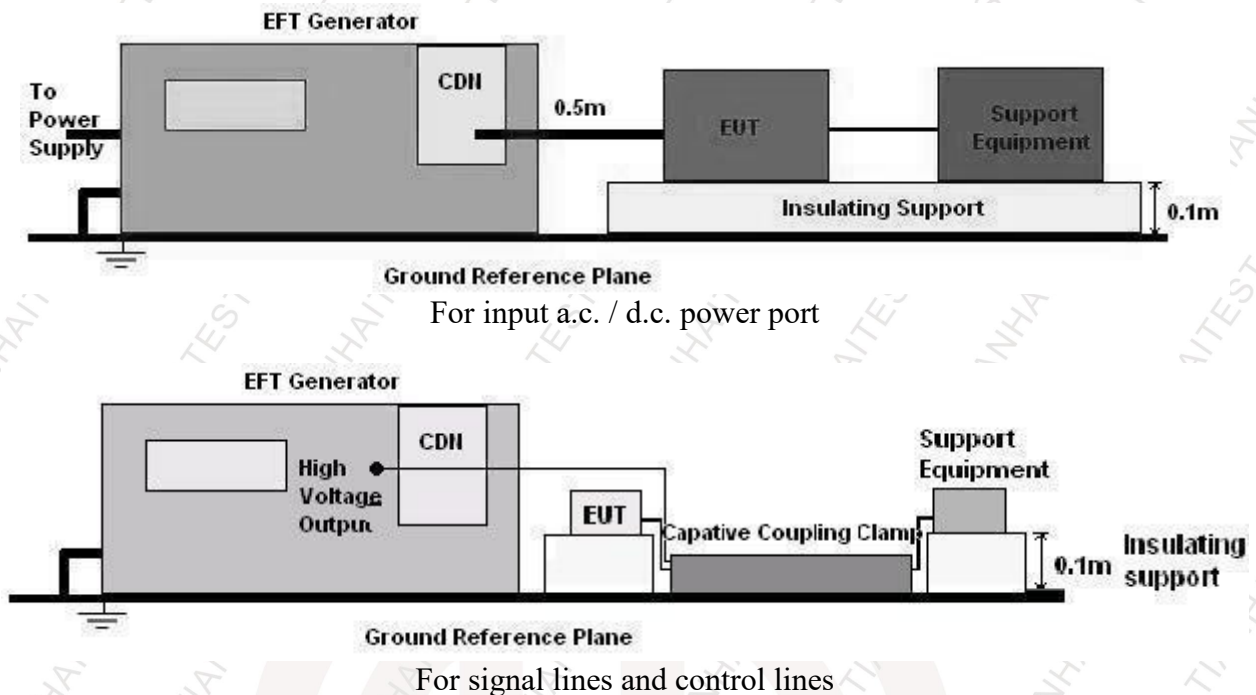 EFT Generator
CDN
To
Power
Supply
0.5m
EUT
Support
Equipment
Insulating Support
0.1m
Ground Reference Plane
For input a.c. / d.c. power port
EFT Generator
CDN
High
Voltage
Output
EUT
Capative Coupling Clamp
Support
Equipment
0.1m
Insulating
support
Ground Reference Plane
For signal lines and control lines